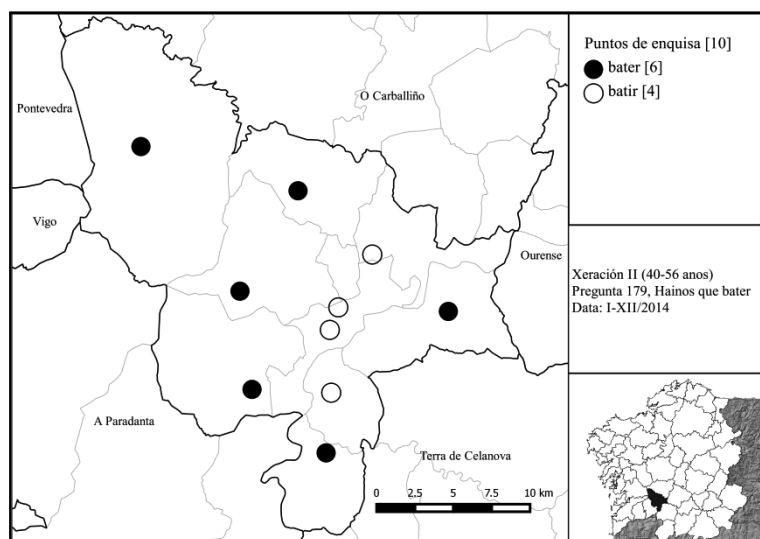 Puntos de enquisa [10]
bater [6]
batir [4]
Pontevedra
O Carballiño
Vigo
Ourense
Xeración II (40-56 anos)
Pregunta 179, Hainos que bater
Data: I-XII/2014
A Paradanta
Terra de Celanova
0 2,5 5 7.5 10 km